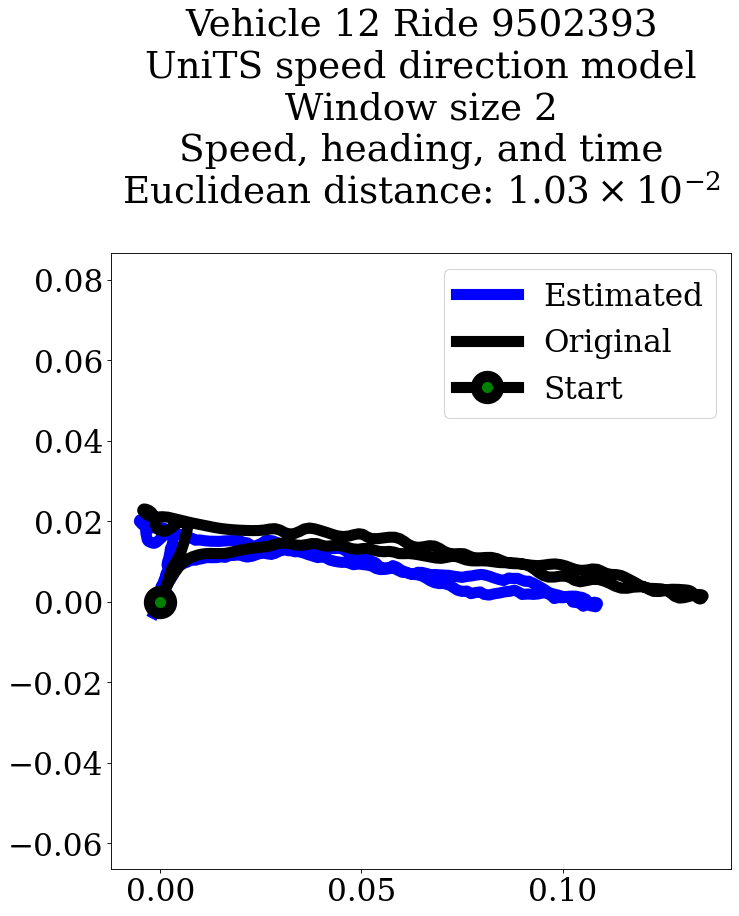 Vehicle 12 Ride 9502393
UniTS speed direction model
Window size 2
Speed, heading, and time
Euclidean distance: 1.03 × 10⁻²
Estimated
Original
Start
0.08
0.06
0.04
0.02
0.00
−0.02
−0.04
−0.06
0.00 0.05 0.10